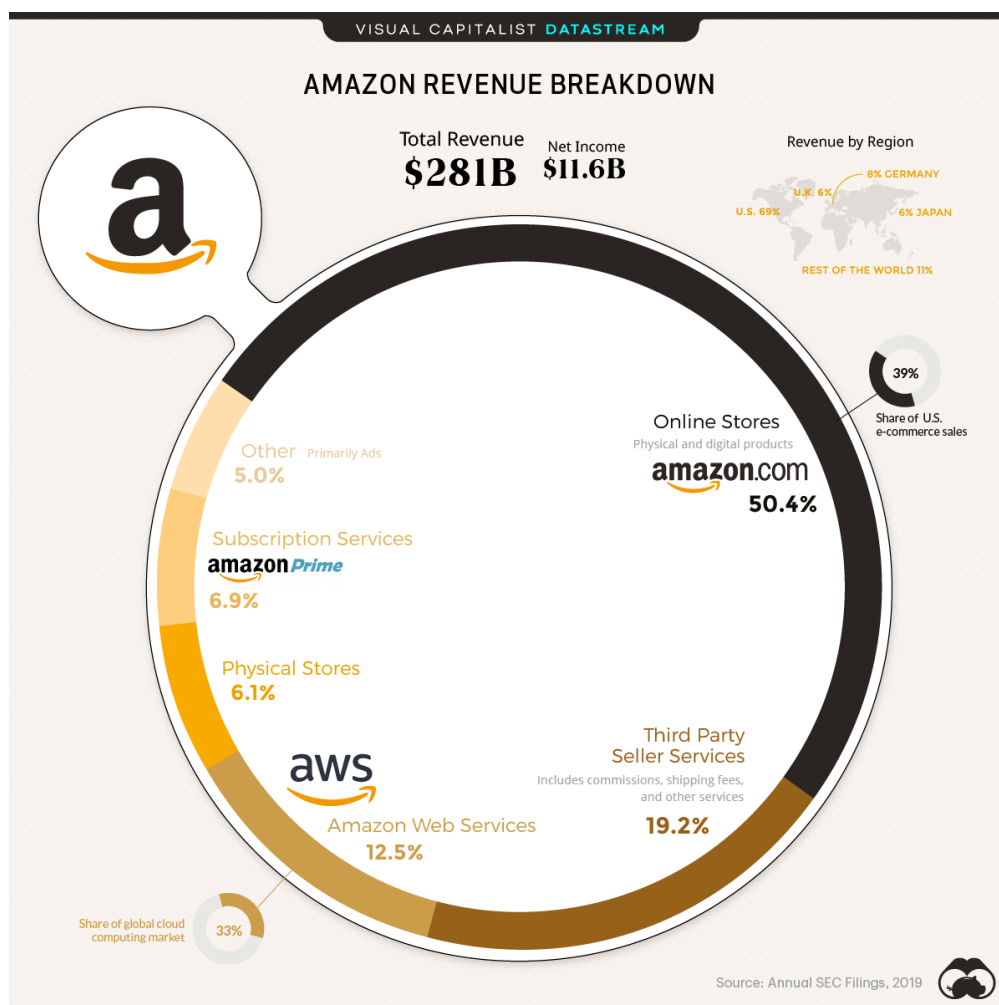 VISUAL CAPITALIST DATASTREAM
AMAZON REVENUE BREAKDOWN
Total Revenue
$281B
Net Income
$11.6B
Revenue by Region
8% GERMANY
U.K. 6%
U.S. 69%
6% JAPAN
REST OF THE WORLD 11%
a
39%
Share of U.S.
e-commerce sales
Online Stores
Physical and digital products
amazon.com
50.4%
Other Primarily Ads
5.0%
Subscription Services
amazon Prime
6.9%
Physical Stores
6.1%
Third Party
Seller Services
Includes commissions, shipping fees,
and other services
19.2%
aws
Amazon Web Services
12.5%
Share of global cloud
computing market
33%
Source: Annual SEC Filings, 2019